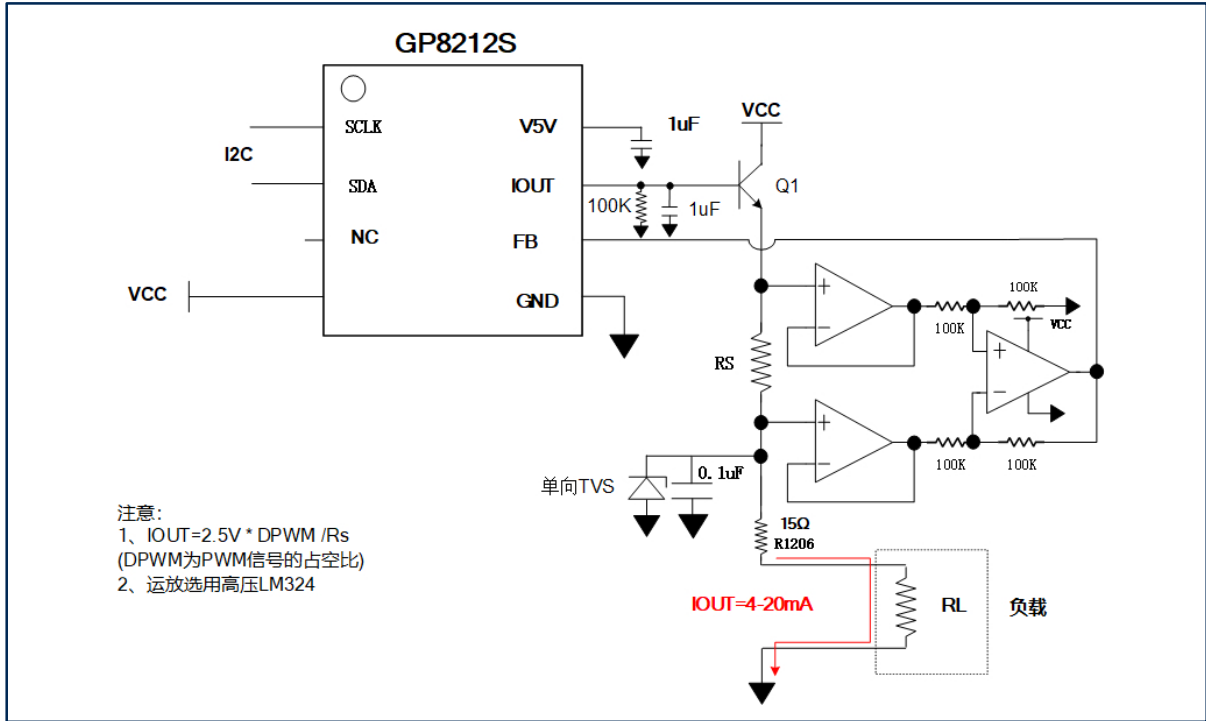 GP8212S
SCLK
I2C
SDA
NC
VCC
V5V
IOUT
FB
GND
1uF
VCC
Q1
100K
1uF
RS
100K
100K
VCC
100K
100K
单向TVS
0.1uF
15Ω
R1206
IOUT=4-20mA
RL
负载
注意：
1、IOUT=2.5V * DPWM /Rs
(DPWM为PWM信号的占空比)
2、运放选用高压LM324